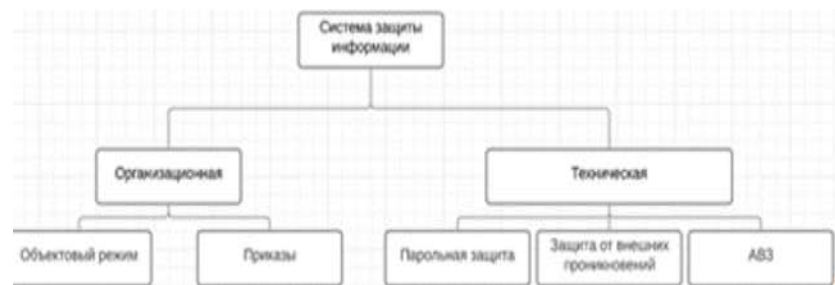 Система защиты
информации
Организационная
Техническая
Объектовый режим
Приказы
Парольная защита
Защита от внешних
проникновений
АВЗ